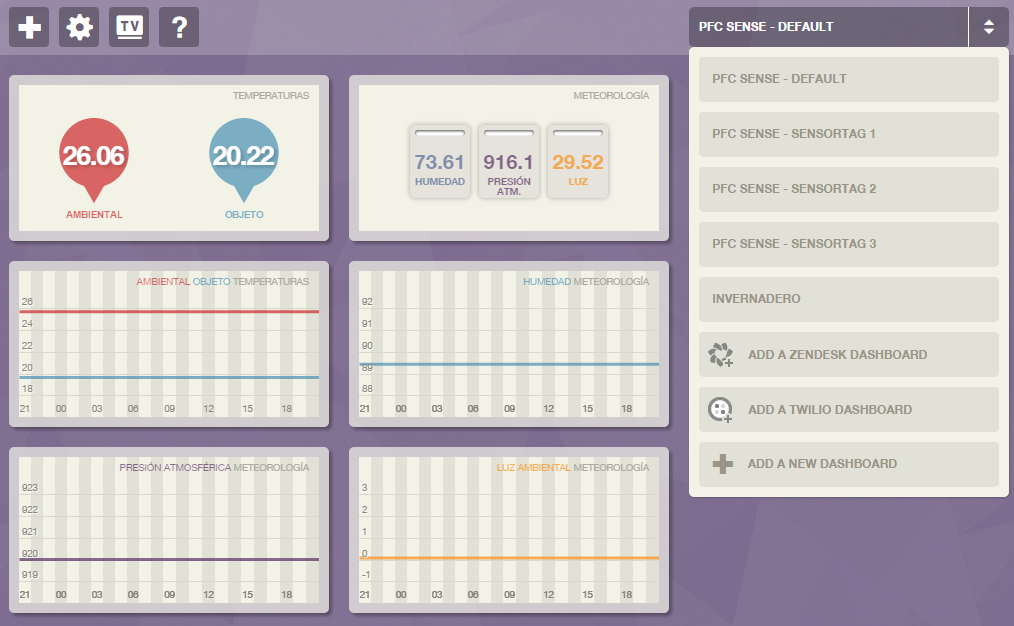 TV
?
PFC SENSE - DEFAULT
PFC SENSE - DEFAULT
PFC SENSE - SENSORTAG 1
PFC SENSE - SENSORTAG 2
PFC SENSE - SENSORTAG 3
INVERNADERO
ADD A ZENDESK DASHBOARD
ADD A TWILIO DASHBOARD
ADD A NEW DASHBOARD
TEMPERATURAS
26.06
20.22
AMBIENTAL
OBJETO
METEOROLOGÍA
73.61
HUMEDAD
916.1
PRESIÓN
ATM.
29.52
LUZ
AMBIENTAL OBJETO TEMPERATURAS
26
24
22
20
18
21 00 03 06 09 12 15 18
HUMEDAD METEOROLOGÍA
92
91
90
89
88
21 00 03 06 09 12 15 18
PRESIÓN ATMOSFÉRICA METEOROLOGÍA
923
922
921
920
919
21 00 03 06 09 12 15 18
LUZ AMBIENTAL METEOROLOGÍA
3
2
1
0
-1
21 00 03 06 09 12 15 18